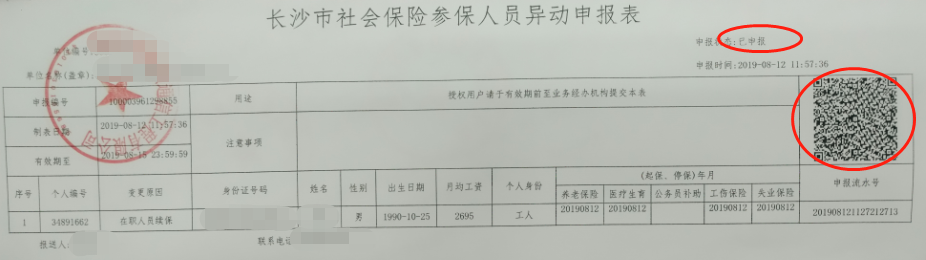 长沙市社会保险参保人员异动申报表
单位编号:
申报状态:已申报
单位名称(盖章):
申报时间:2019-08-12 11:57:36
申报编号 用途 授权用户请于有效期前至业务经办机构提交本表
制表日期 2019-08-12 11:57:36 注意事项
有效期至 2019-08-15 23:59:59
序号 个人编号 变更原因 身份证号码 姓名 性别 出生日期 月均工资 个人身份 (起保、停保)年月 申报流水号
养老保险 医疗生育 公务员补助 工伤保险 失业保险
1 34891662 在职人员续保 男 1990-10-25 2695 工人 20190812 20190812 20190812 20190812 201908121127212713
报送人: 联系电话